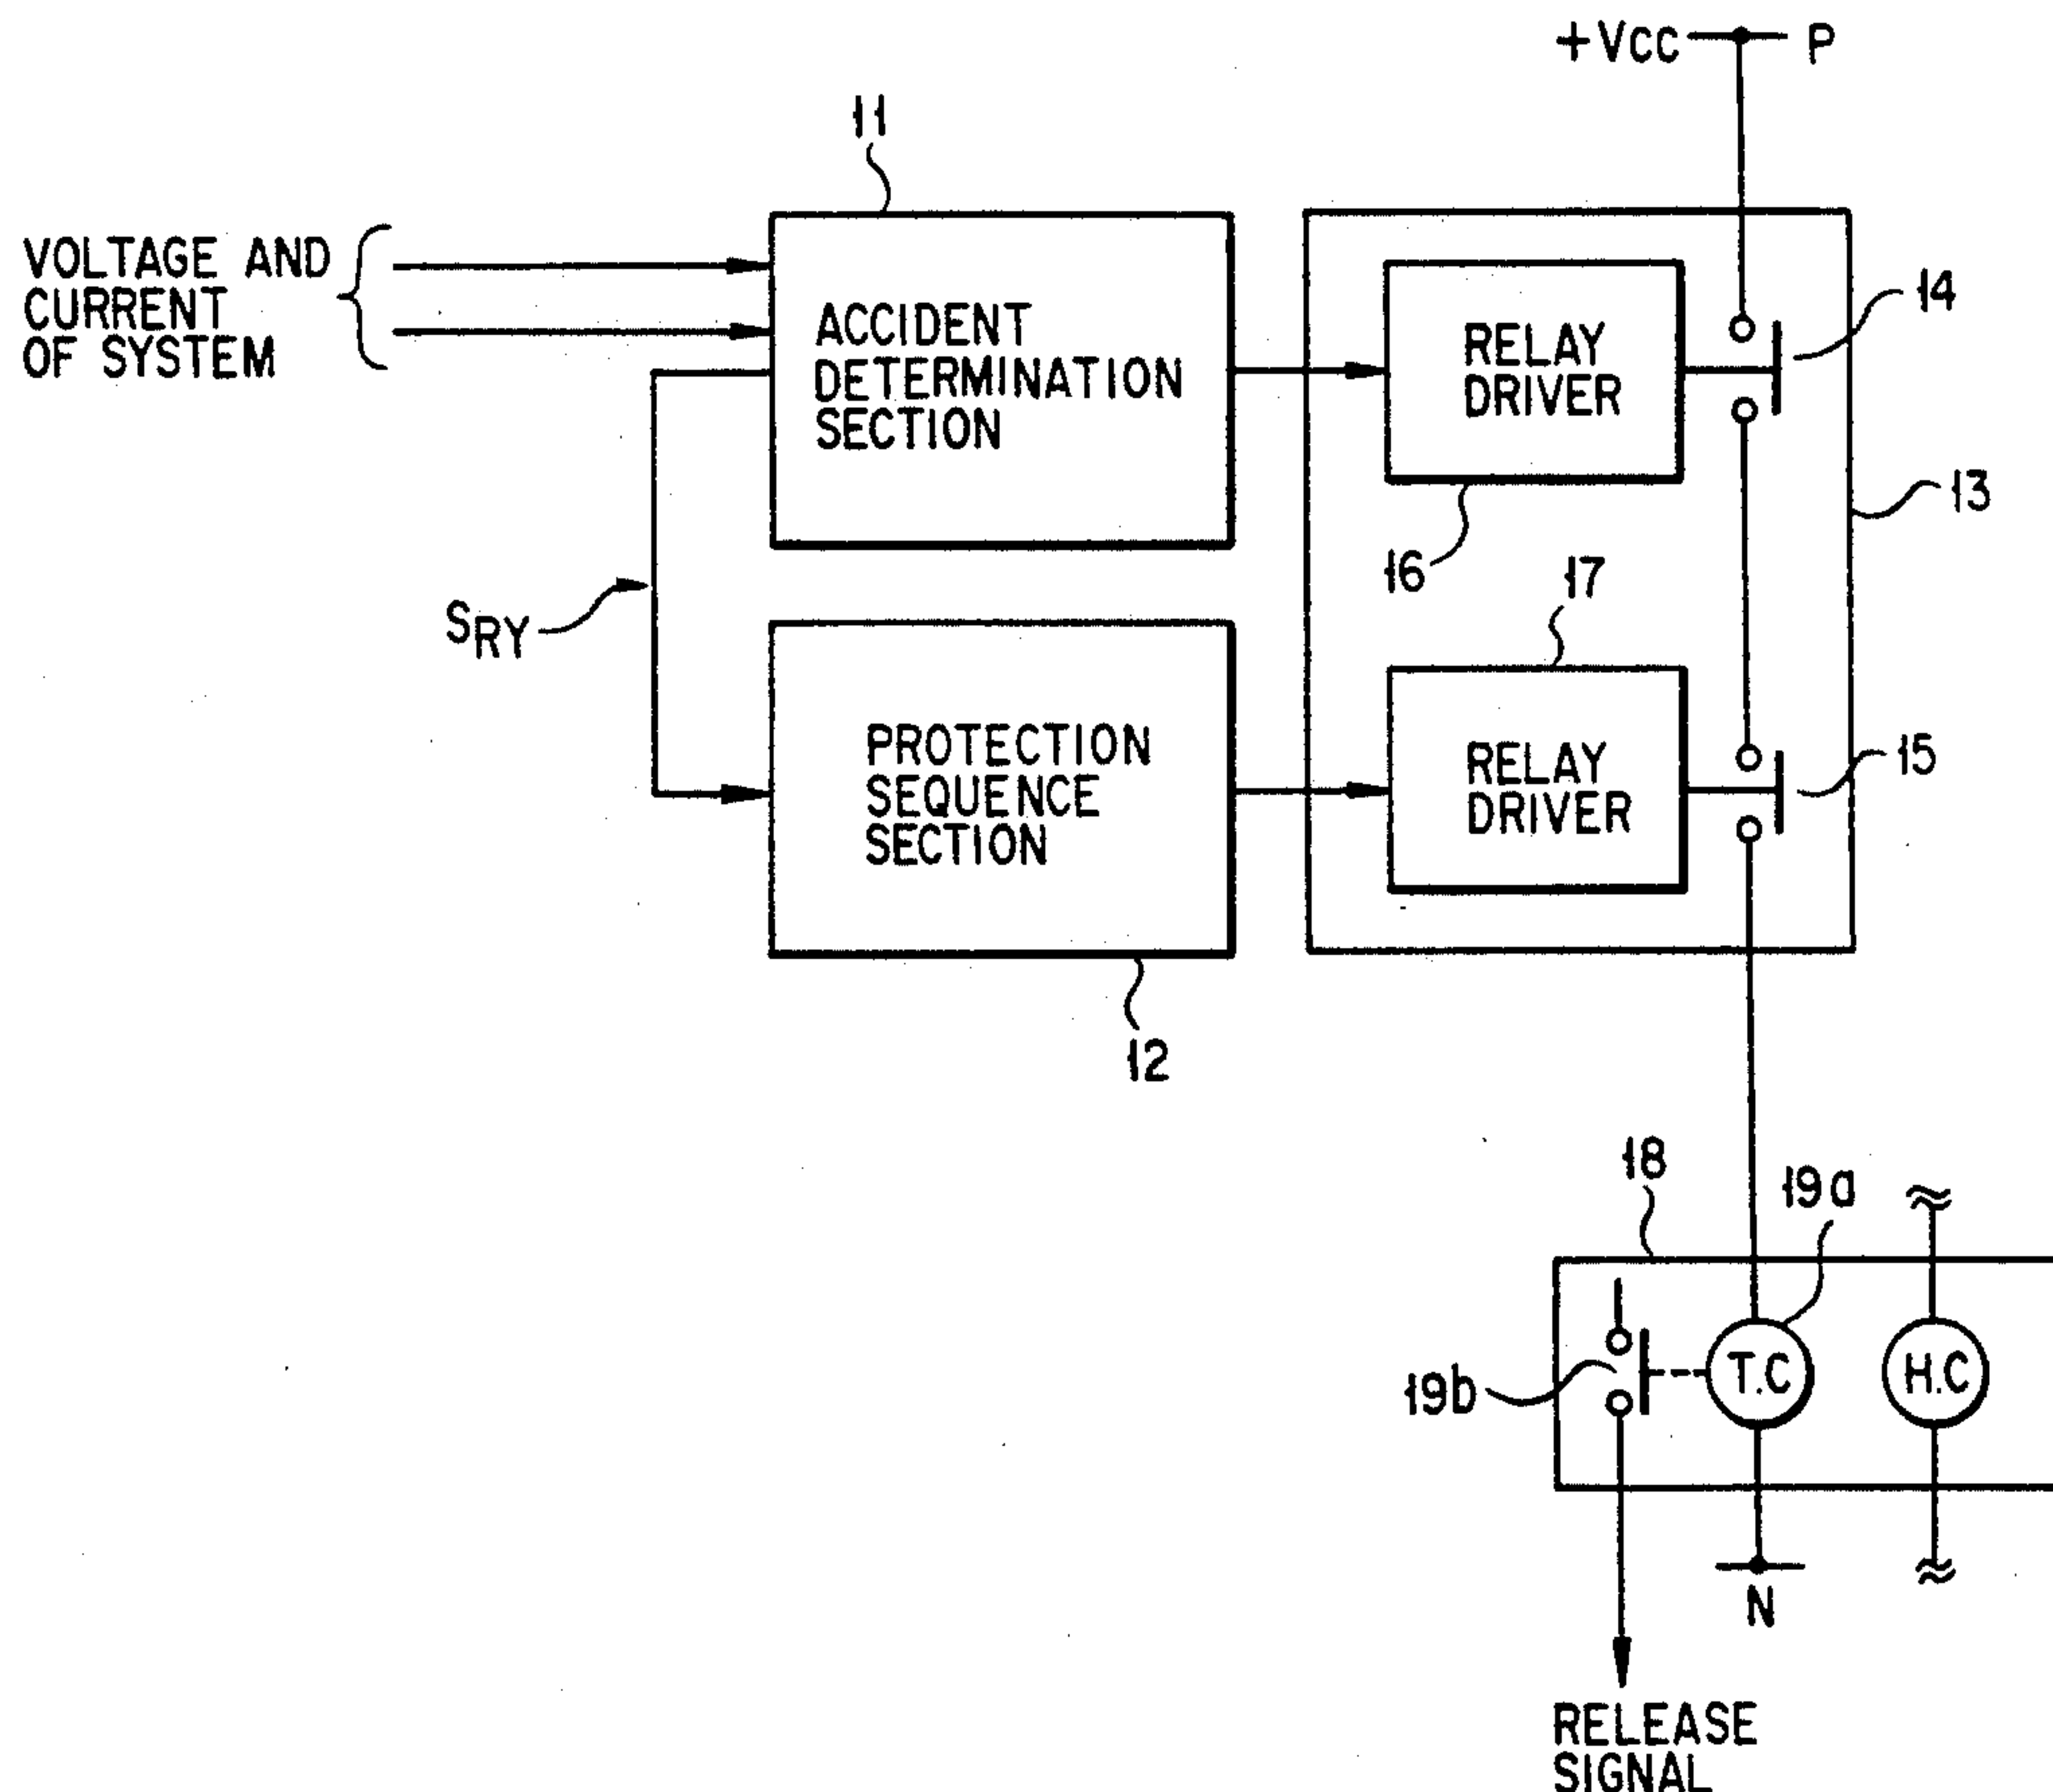 +VCC
P
11
VOLTAGE AND
CURRENT
OF SYSTEM
ACCIDENT
DETERMINATION
SECTION
RELAY
DRIVER
14
13
16
17
SRY
PROTECTION
SEQUENCE
SECTION
RELAY
DRIVER
15
12
18
19a
19b
T.C
H.C
N
RELEASE
SIGNAL